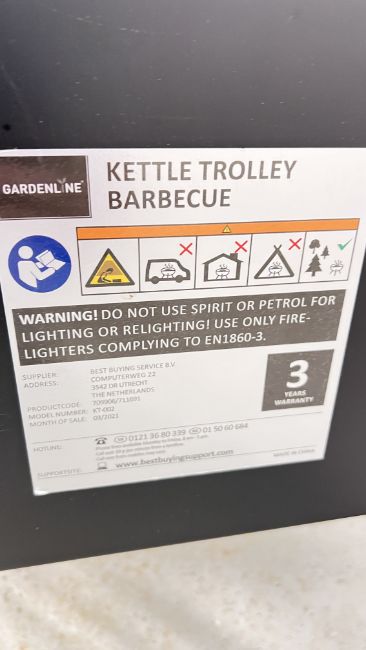 GARDENLINE
KETTLE TROLLEY
BARBECUE
WARNING! DO NOT USE SPIRIT OR PETROL FOR
LIGHTING OR RELIGHTING! USE ONLY FIRE-
LIGHTERS COMPLYING TO EN1860-3.
SUPPLIER: BEST BUYING SERVICE B.V.
ADDRESS: COMPUTERWEG 22
3542 DR UTRECHT
THE NETHERLANDS
PRODUCTCODE: 709906/711091
MODEL NUMBER: KT-002
MONTH OF SALE: 03/2021
3
YEARS
WARRANTY
HOTLINE: 0121 36 80 339 01 50 60 684
SUPPORTSITE: www.bestbuyingsupport.com
MADE IN CHINA